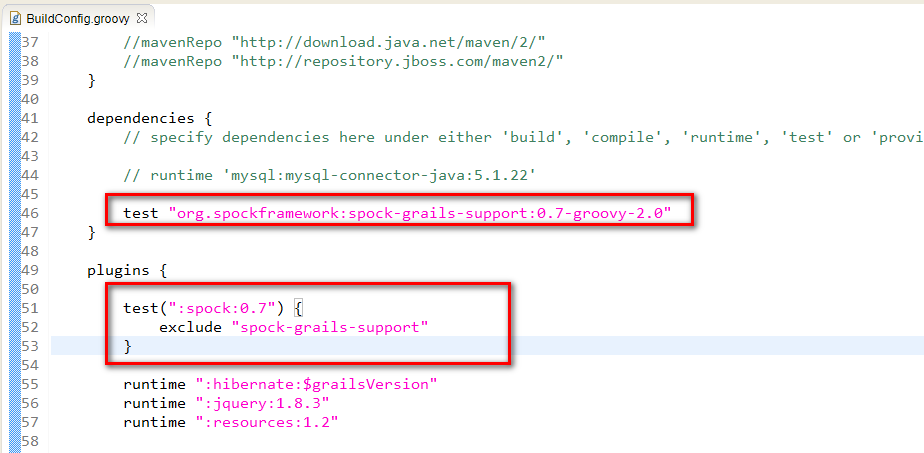 BuildConfig.groovy
37 //mavenRepo "http://download.java.net/maven/2/"
38 //mavenRepo "http://repository.jboss.com/maven2/"
39 }
40
41 dependencies {
42 // specify dependencies here under either 'build', 'compile', 'runtime', 'test' or 'provi
43
44 // runtime 'mysql:mysql-connector-java:5.1.22'
45
46 test "org.spockframework:spock-grails-support:0.7-groovy-2.0"
47 }
48
49 plugins {
50
51 test(":spock:0.7") {
52 exclude "spock-grails-support"
53 }
54
55 runtime ":hibernate:$grailsVersion"
56 runtime ":jquery:1.8.3"
57 runtime ":resources:1.2"
58